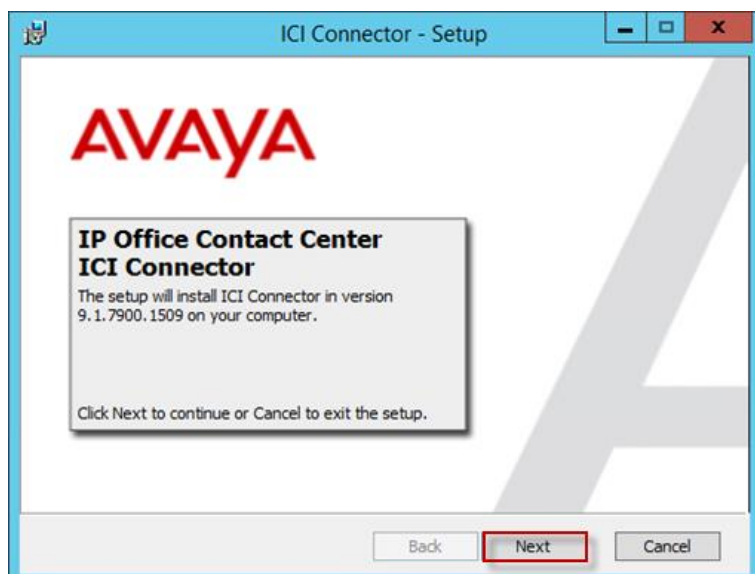 ICI Connector - Setup
AVAYA
IP Office Contact Center
ICI Connector
The setup will install ICI Connector in version
9.1.7900.1509 on your computer.
Click Next to continue or Cancel to exit the setup.
Back Next Cancel